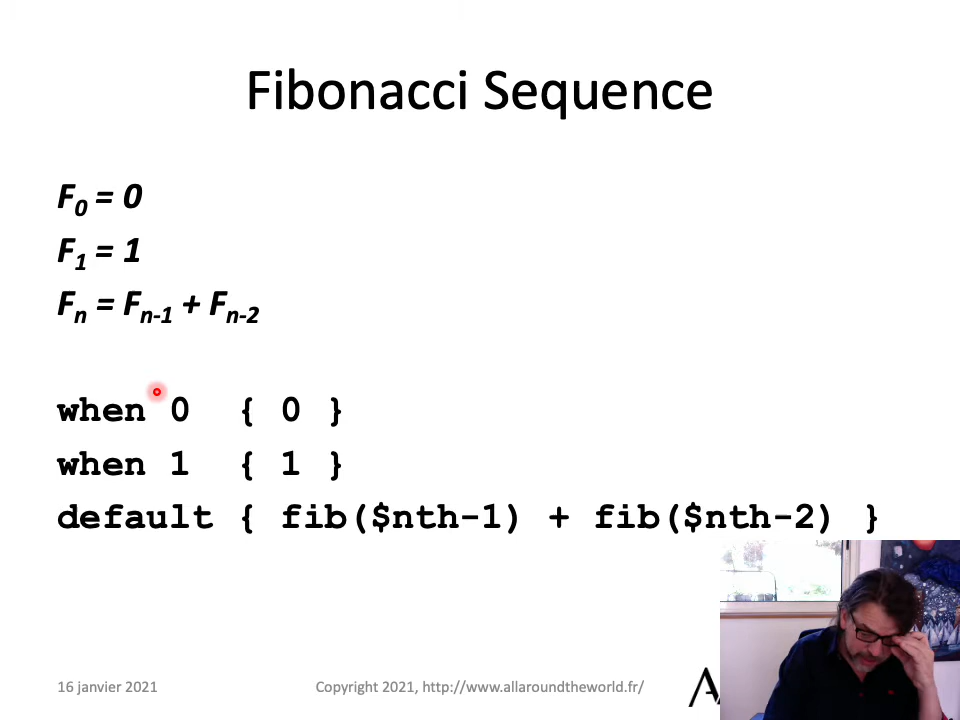 Fibonacci Sequence
F0 = 0
F1 = 1
Fn = Fn-1 + Fn-2
when 0 { 0 }
when 1 { 1 }
default { fib($nth-1) + fib($nth-2) }
16 janvier 2021
Copyright 2021, http://www.allaroundtheworld.fr/